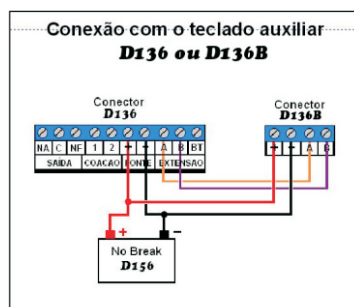 Conexão com o teclado auxiliar
D136 ou D136B
Conector
D136
Conector
D136B
NA C NF 1 2 + - A B BT
SAÍDA COACAO FONTE EXTENSAO
+ - A B
+ -
No Break
D156